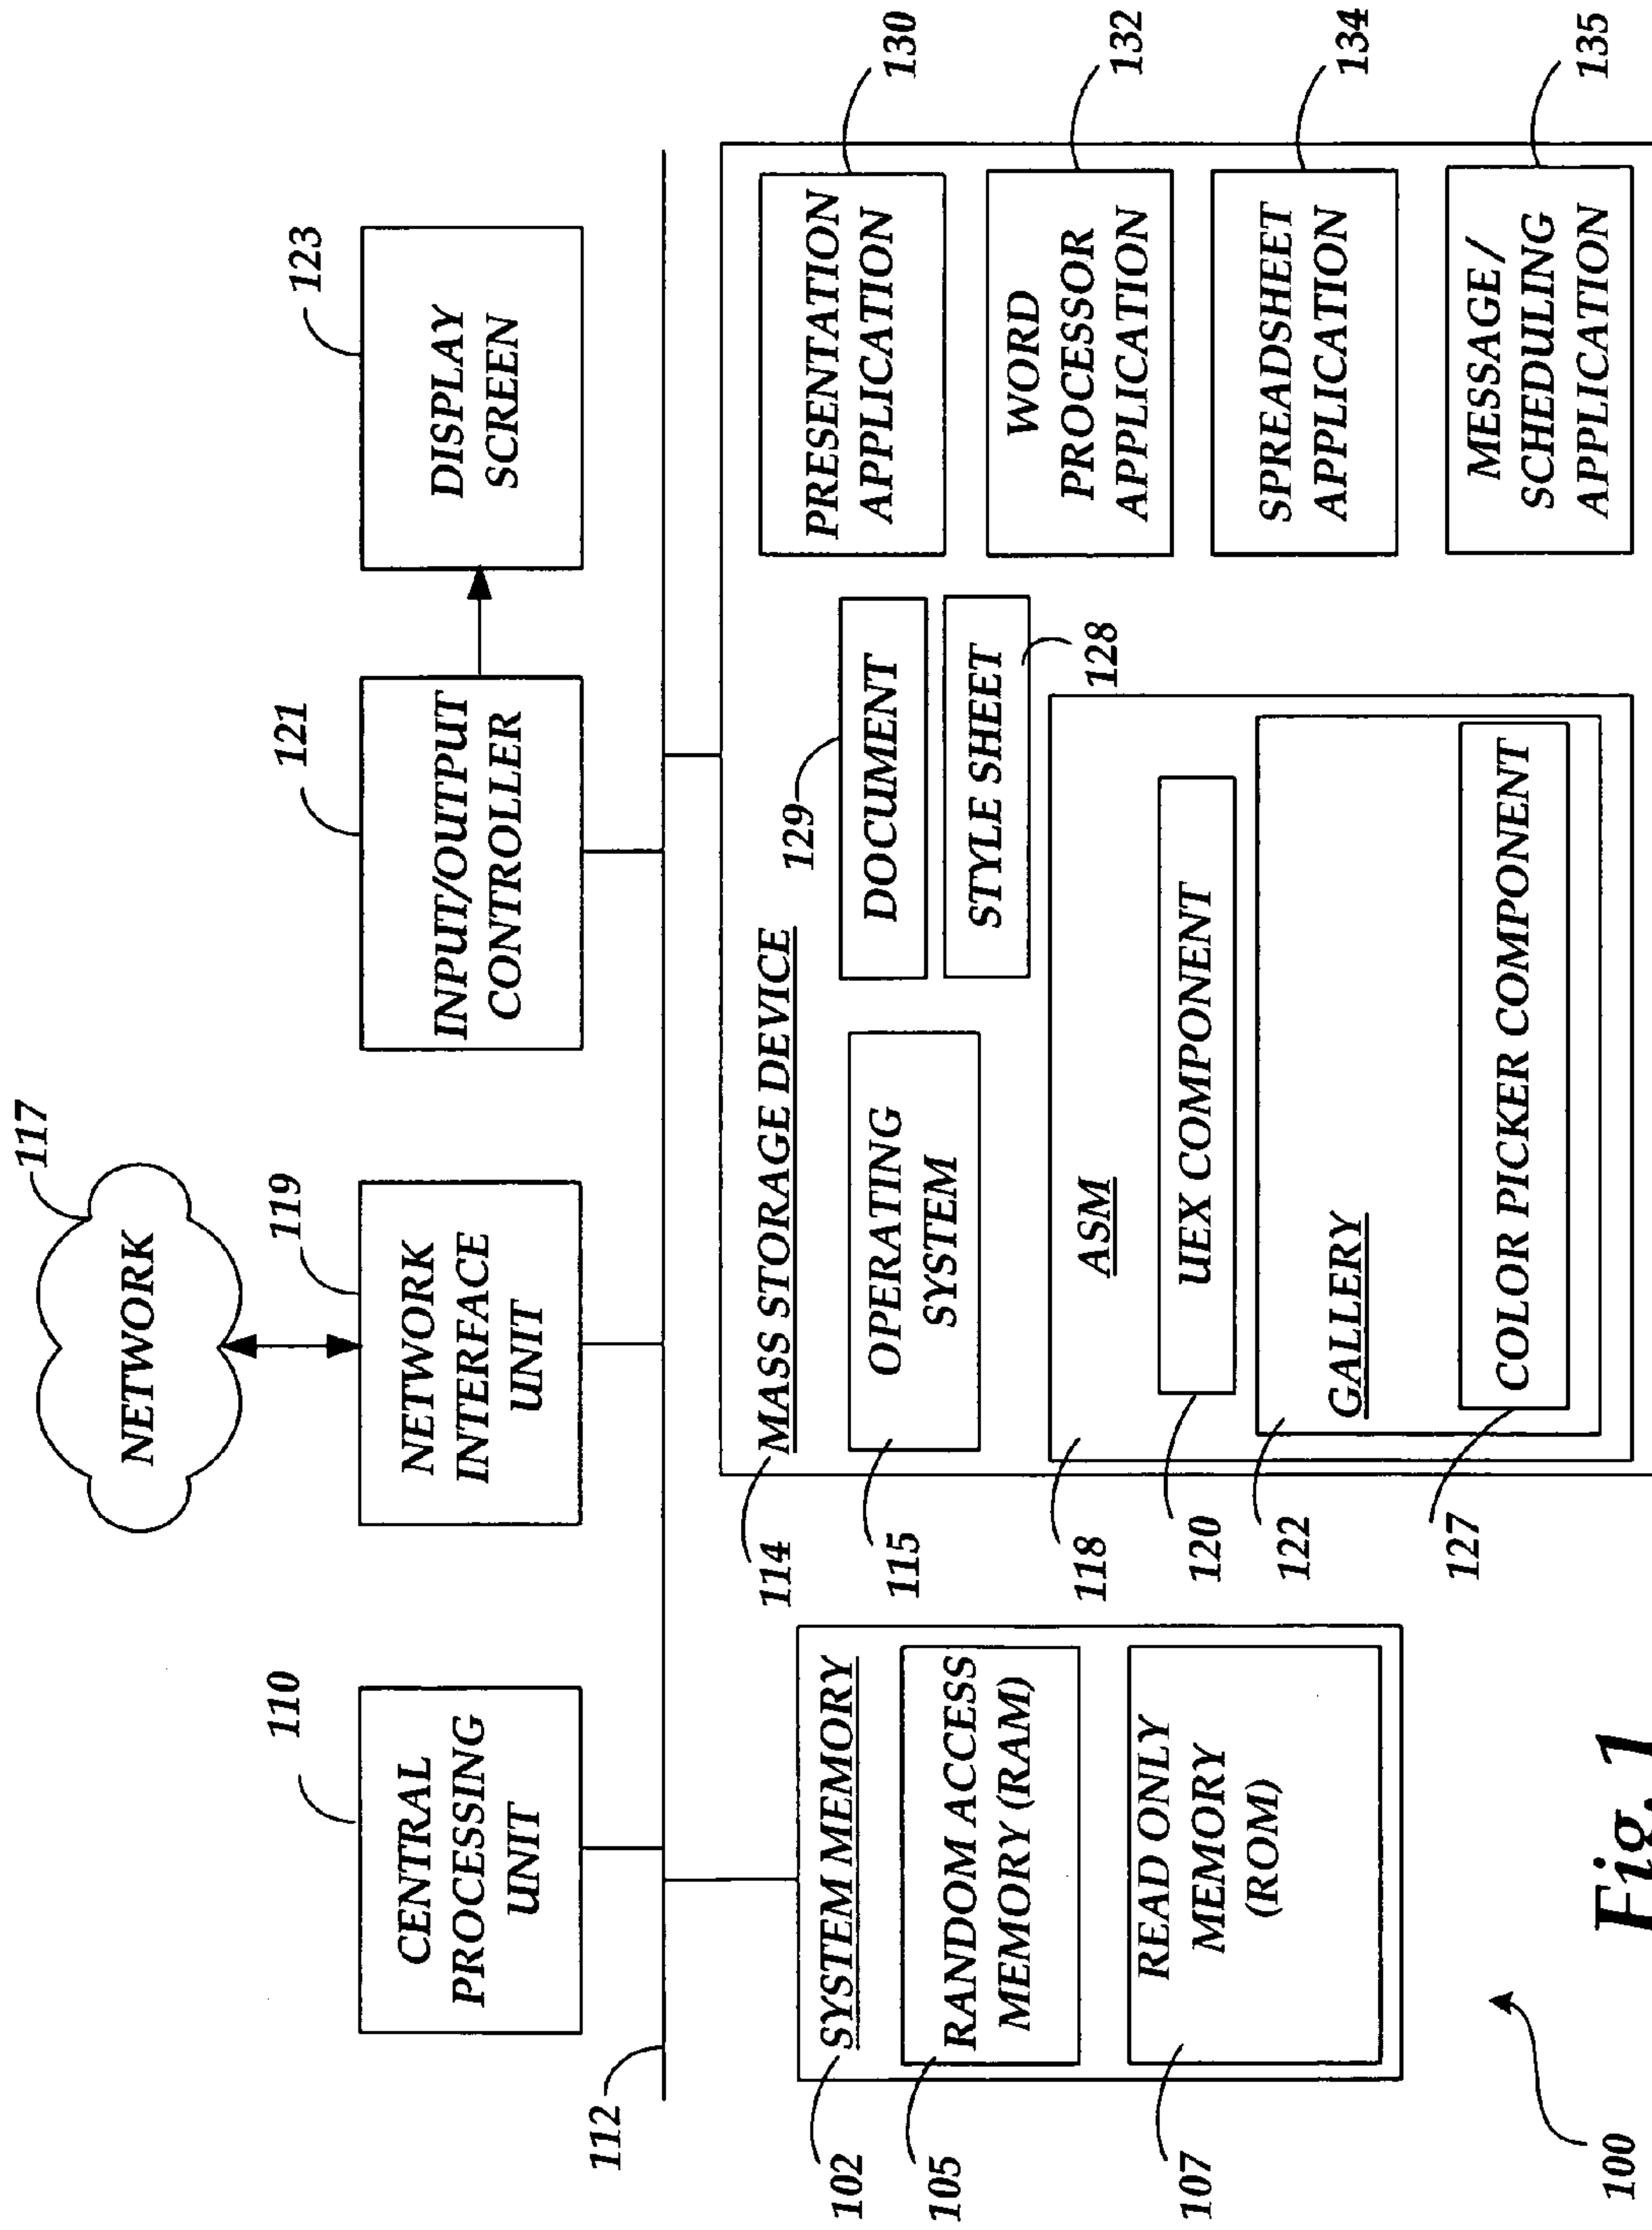 117
NETWORK
110
CENTRAL
PROCESSING
UNIT
119
NETWORK
INTERFACE
UNIT
121
INPUT/OUTPUT
CONTROLLER
123
DISPLAY
SCREEN
112
102
SYSTEM MEMORY
105
RANDOM ACCESS
MEMORY (RAM)
107
READ ONLY
MEMORY
(ROM)
114
MASS STORAGE DEVICE
115
OPERATING
SYSTEM
129
DOCUMENT
STYLE SHEET
128
118
ASM
120
UEX COMPONENT
122
GALLERY
127
COLOR PICKER COMPONENT
PRESENTATION
APPLICATION
130
WORD
PROCESSOR
APPLICATION
132
SPREADSHEET
APPLICATION
134
MESSAGE/
SCHEDULING
APPLICATION
135
100
Fig. 1